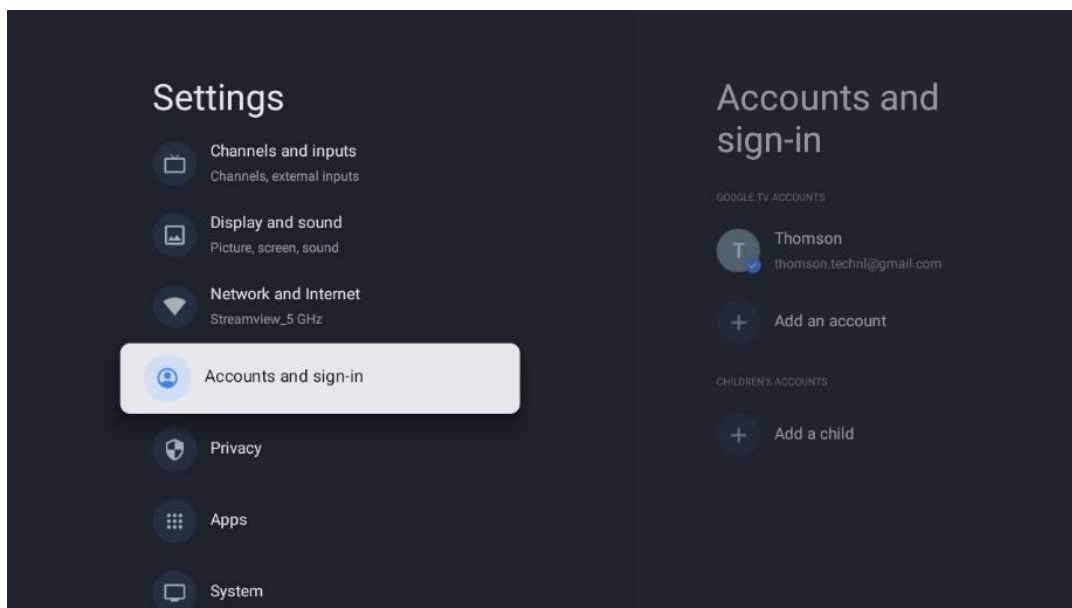 Settings
Channels and inputs
Channels, external inputs
Display and sound
Picture, screen, sound
Network and Internet
Streamview_5 GHz
Accounts and sign-in
Privacy
Apps
System
Accounts and
sign-in
GOOGLE TV ACCOUNTS
T
Thomson
thomson.technl@gmail.com
Add an account
CHILDREN'S ACCOUNTS
Add a child